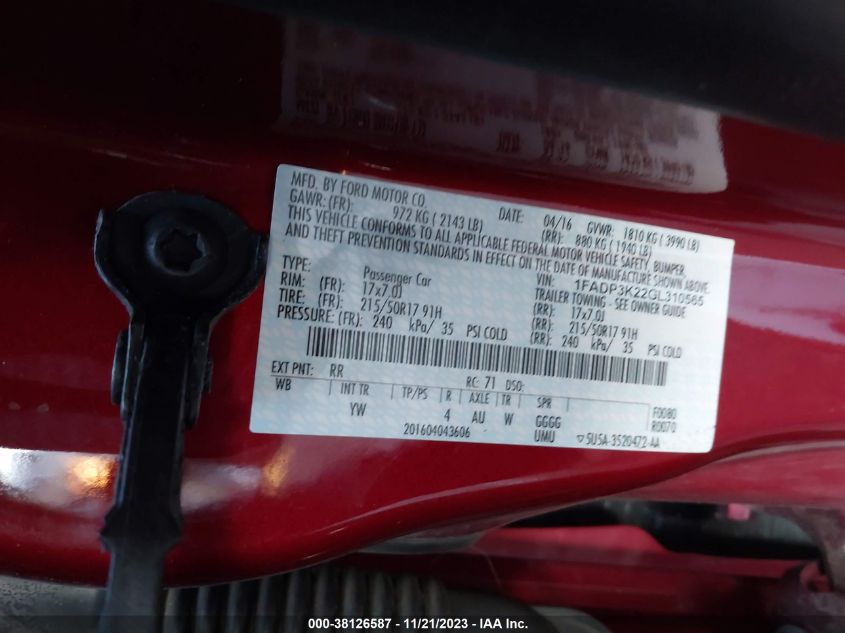 MFD. BY FORD MOTOR CO. DATE: 04/16 GVWR: 1810 KG ( 3990 LB)
GAWR: (FR): 972 KG ( 2143 LB) (RR): 880 KG ( 1940 LB)
THIS VEHICLE CONFORMS TO ALL APPLICABLE FEDERAL MOTOR VEHICLE SAFETY, BUMPER,
AND THEFT PREVENTION STANDARDS IN EFFECT ON THE DATE OF MANUFACTURE SHOWN ABOVE.
VIN: 1FADP3K22GL310565
TYPE: Passenger Car TRAILER TOWING - SEE OWNER GUIDE
RIM: (FR): 17x7.0J (RR): 17x7.0J
TIRE: (FR): 215/50R17 91H (RR): 215/50R17 91H
PRESSURE: (FR): 240 kPa/ 35 PSI COLD (RR): 240 kPa/ 35 PSI COLD
EXT PNT: RR RC: 71 DSO:
WB INT TR TP/PS R AXLE TR SPR F0080
YW 4 AU W GGGG R0070
201604043606 UMU ▽5U5A-3520472-AA
000-38126587 — 11/21/2023 — IAA Inc.